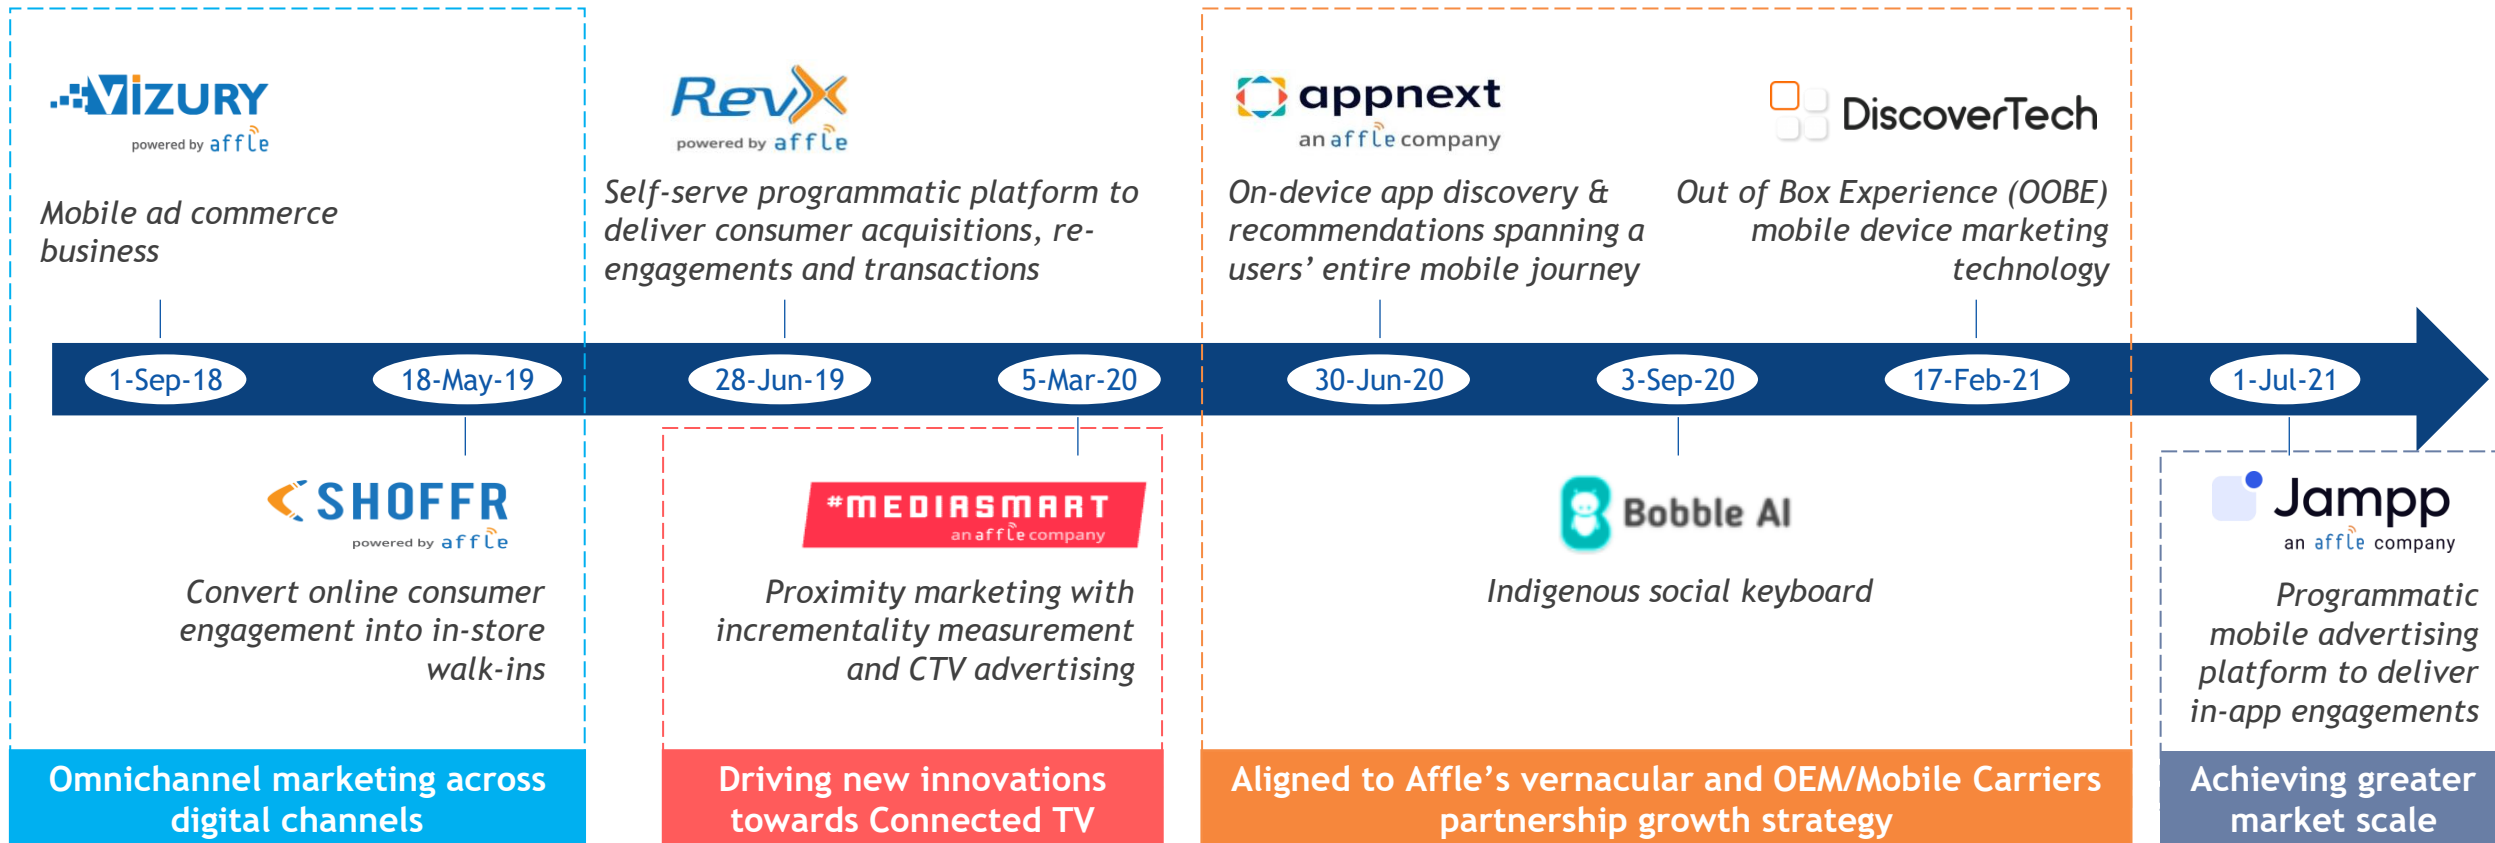 VIZURY
powered by affle
Mobile ad commerce
business
RevX
powered by affle
Self-serve programmatic platform to
deliver consumer acquisitions, re-
engagements and transactions
appnext
an affle company
On-device app discovery &
recommendations spanning a
users’ entire mobile journey
DiscoverTech
Out of Box Experience (OOBE)
mobile device marketing
technology
1-Sep-18
18-May-19
28-Jun-19
5-Mar-20
30-Jun-20
3-Sep-20
17-Feb-21
1-Jul-21
SHOFFR
powered by affle
Convert online consumer
engagement into in-store
walk-ins
#MEDIASMART
an affle company
Proximity marketing with
incrementality measurement
and CTV advertising
Bobble AI
Indigenous social keyboard
Jampp
an affle company
Programmatic
mobile advertising
platform to deliver
in-app engagements
Omnichannel marketing across
digital channels
Driving new innovations
towards Connected TV
Aligned to Affle’s vernacular and OEM/Mobile Carriers
partnership growth strategy
Achieving greater
market scale